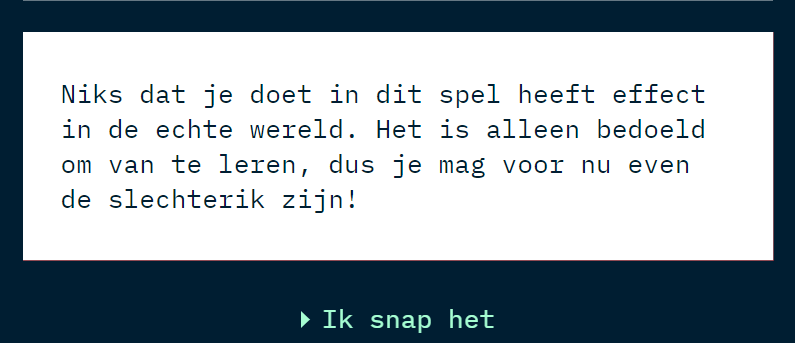 Niks dat je doet in dit spel heeft effect
in de echte wereld. Het is alleen bedoeld
om van te leren, dus je mag voor nu even
de slechterik zijn!
Ik snap het